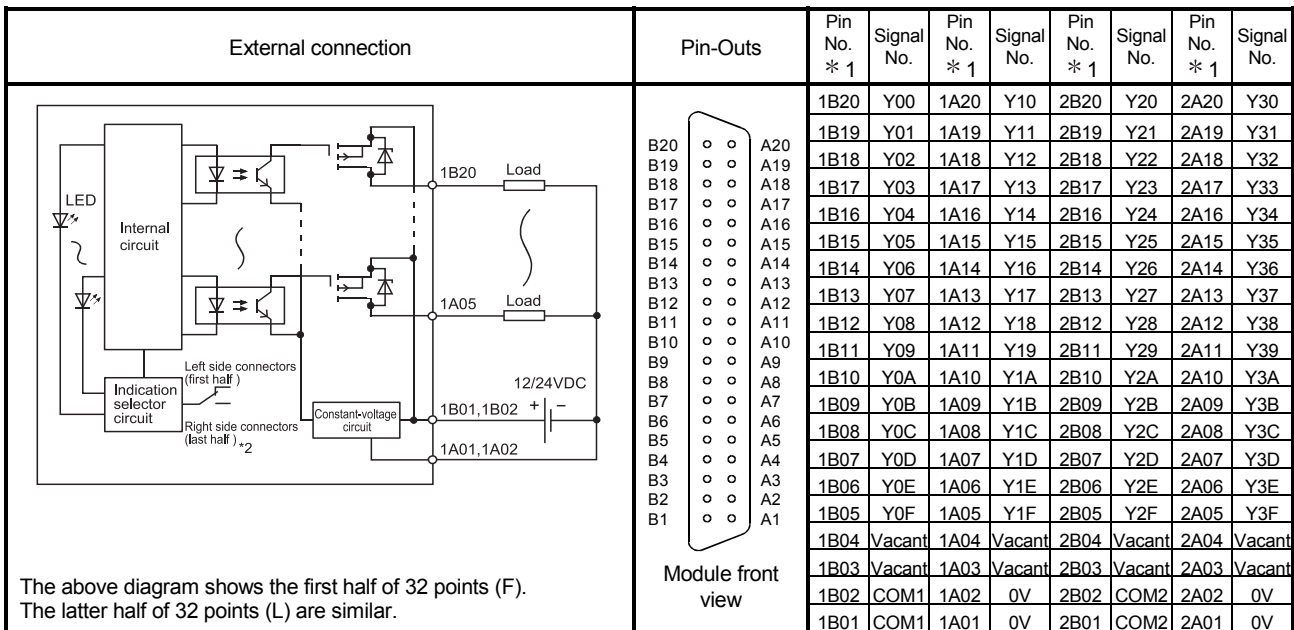 External connection
Pin-Outs
Pin No. *1 Signal No. Pin No. *1 Signal No. Pin No. *1 Signal No. Pin No. *1 Signal No.
LED
Internal
circuit
Indication
selector
circuit
Left side connectors
(first half )
Right side connectors
(last half ) *2
Constant-voltage
circuit
1B20 Load
1A05 Load
12/24VDC
1B01,1B02 + −
1A01,1A02
The above diagram shows the first half of 32 points (F).
The latter half of 32 points (L) are similar.
B20 A20
B19 A19
B18 A18
B17 A17
B16 A16
B15 A15
B14 A14
B13 A13
B12 A12
B11 A11
B10 A10
B9 A9
B8 A8
B7 A7
B6 A6
B5 A5
B4 A4
B3 A3
B2 A2
B1 A1
Module front
view
1B20 Y00 1A20 Y10 2B20 Y20 2A20 Y30
1B19 Y01 1A19 Y11 2B19 Y21 2A19 Y31
1B18 Y02 1A18 Y12 2B18 Y22 2A18 Y32
1B17 Y03 1A17 Y13 2B17 Y23 2A17 Y33
1B16 Y04 1A16 Y14 2B16 Y24 2A16 Y34
1B15 Y05 1A15 Y15 2B15 Y25 2A15 Y35
1B14 Y06 1A14 Y16 2B14 Y26 2A14 Y36
1B13 Y07 1A13 Y17 2B13 Y27 2A13 Y37
1B12 Y08 1A12 Y18 2B12 Y28 2A12 Y38
1B11 Y09 1A11 Y19 2B11 Y29 2A11 Y39
1B10 Y0A 1A10 Y1A 2B10 Y2A 2A10 Y3A
1B09 Y0B 1A09 Y1B 2B09 Y2B 2A09 Y3B
1B08 Y0C 1A08 Y1C 2B08 Y2C 2A08 Y3C
1B07 Y0D 1A07 Y1D 2B07 Y2D 2A07 Y3D
1B06 Y0E 1A06 Y1E 2B06 Y2E 2A06 Y3E
1B05 Y0F 1A05 Y1F 2B05 Y2F 2A05 Y3F
1B04 Vacant 1A04 Vacant 2B04 Vacant 2A04 Vacant
1B03 Vacant 1A03 Vacant 2B03 Vacant 2A03 Vacant
1B02 COM1 1A02 0V 2B02 COM2 2A02 0V
1B01 COM1 1A01 0V 2B01 COM2 2A01 0V